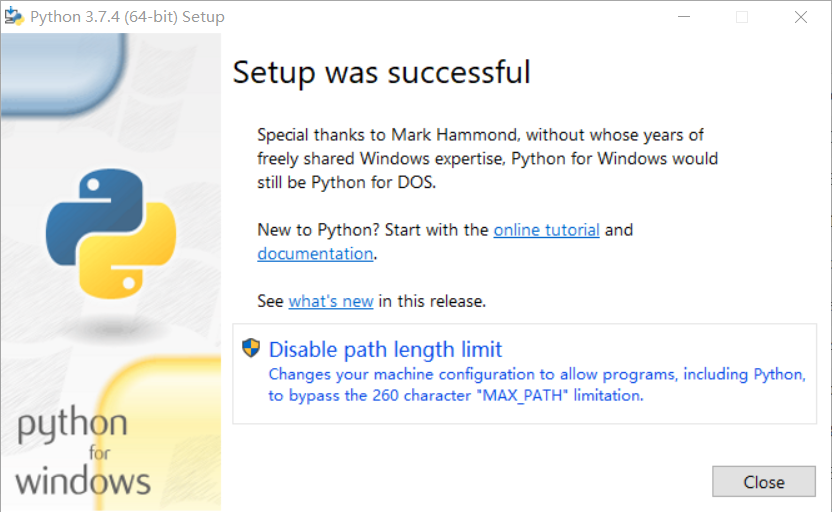 Python 3.7.4 (64-bit) Setup
Setup was successful
Special thanks to Mark Hammond, without whose years of
freely shared Windows expertise, Python for Windows would
still be Python for DOS.
New to Python? Start with the online tutorial and
documentation.
See what's new in this release.
Disable path length limit
Changes your machine configuration to allow programs, including Python,
to bypass the 260 character "MAX_PATH" limitation.
python
for
windows
Close